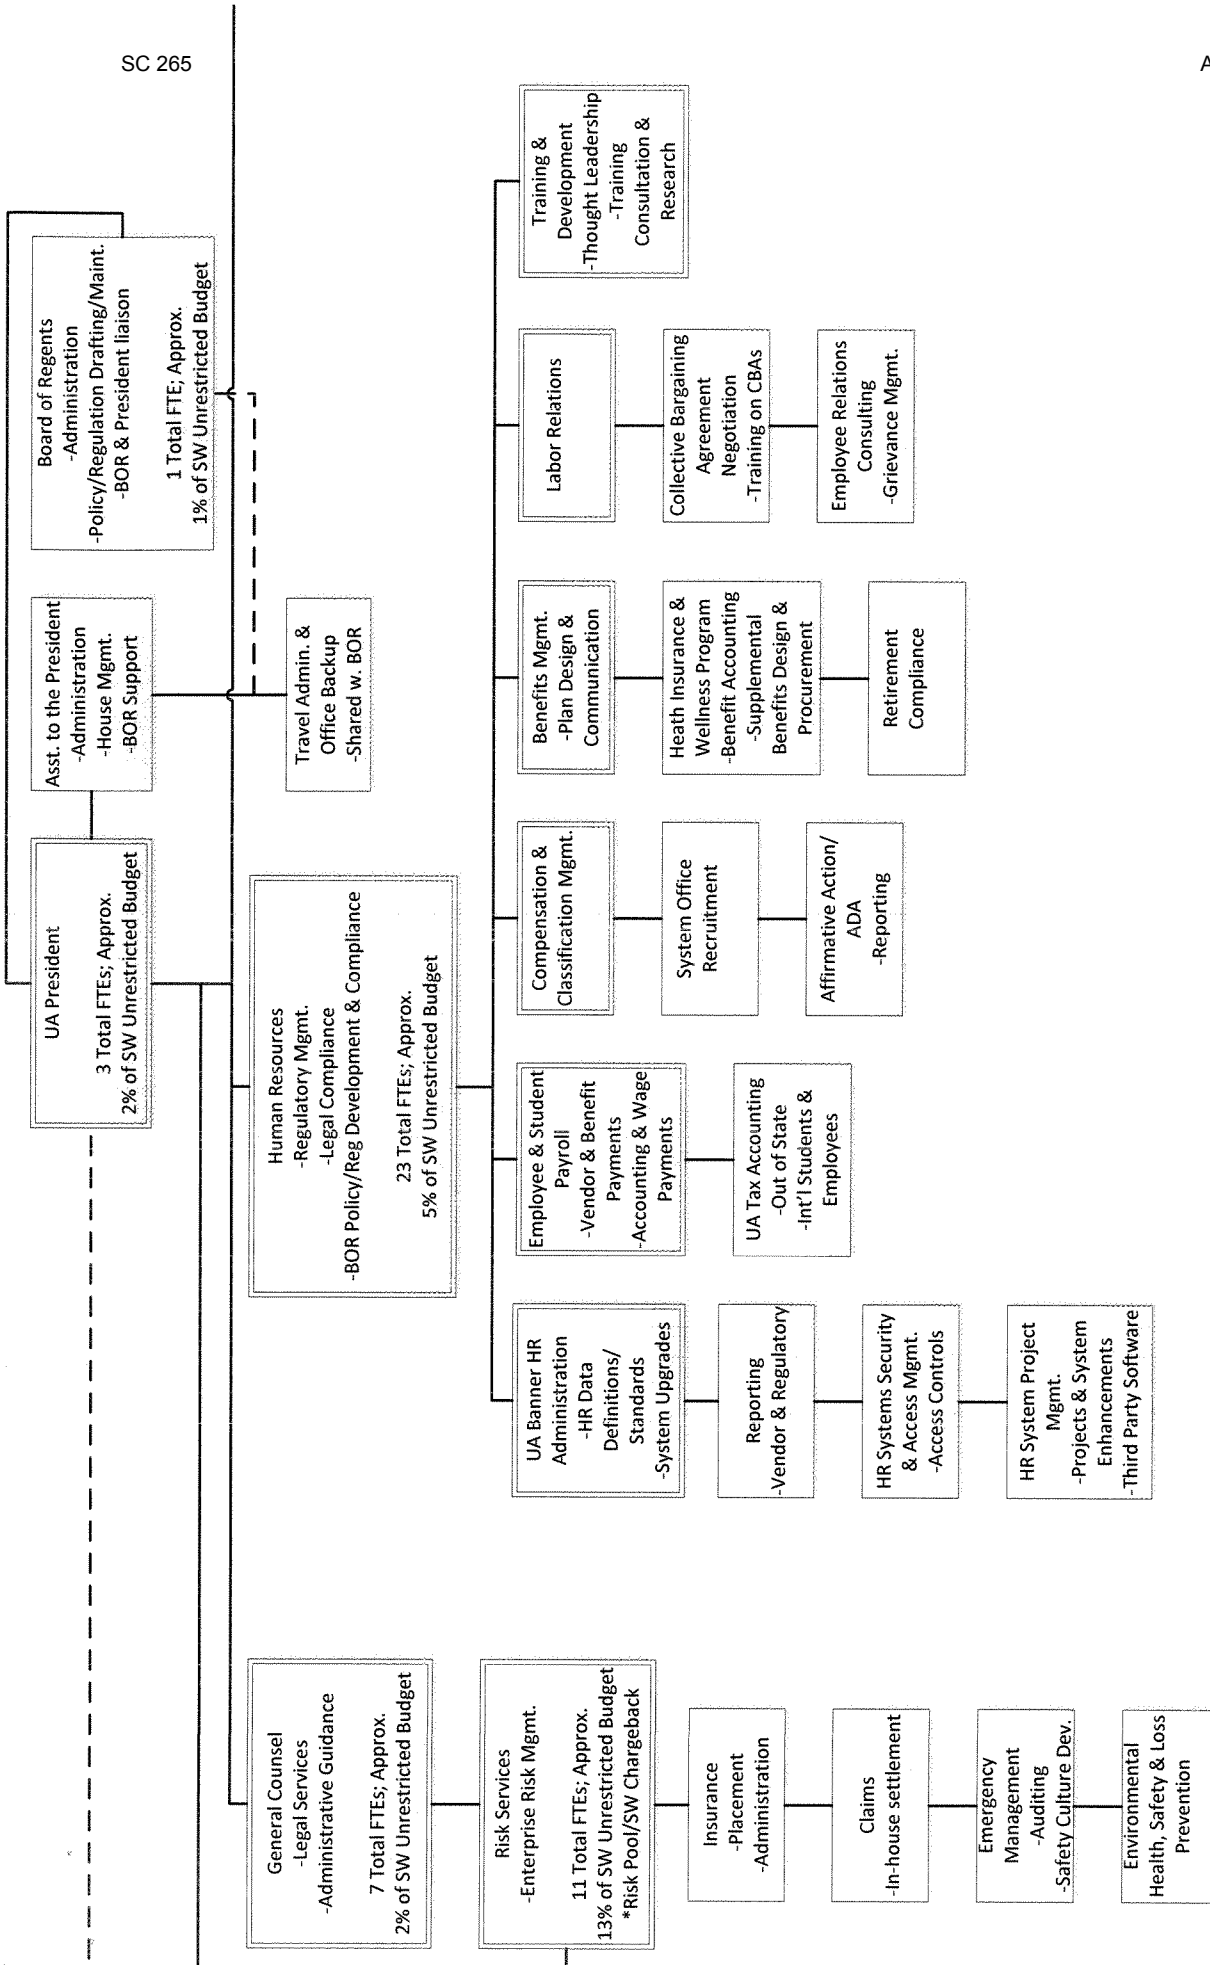 SC 265
A
Board of Regents
-Administration
-Policy/Regulation Drafting/Maint.
-BOR & President liaison
1 Total FTE; Approx.
1% of SW Unrestricted Budget
Asst. to the President
-Administration
-House Mgmt.
-BOR Support
Travel Admin. &
Office Backup
-Shared w. BOR
UA President
3 Total FTEs; Approx.
2% of SW Unrestricted Budget
Human Resources
-Regulatory Mgmt.
-Legal Compliance
-BOR Policy/Reg Development & Compliance
23 Total FTEs; Approx.
5% of SW Unrestricted Budget
General Counsel
-Legal Services
-Administrative Guidance
7 Total FTEs; Approx.
2% of SW Unrestricted Budget
Risk Services
-Enterprise Risk Mgmt.
11 Total FTEs; Approx.
13% of SW Unrestricted Budget
*Risk Pool/SW Chargeback
Insurance
-Placement
-Administration
Claims
-In-house settlement
Emergency
Management
-Auditing
-Safety Culture Dev.
Environmental
Health, Safety & Loss
Prevention
UA Banner HR
Administration
-HR Data
Definitions/
Standards
-System Upgrades
Reporting
-Vendor & Regulatory
HR Systems Security
& Access Mgmt.
-Access Controls
HR System Project
Mgmt.
-Projects & System
Enhancements
-Third Party Software
Employee & Student
Payroll
-Vendor & Benefit
Payments
-Accounting & Wage
Payments
UA Tax Accounting
-Out of State
-Int'l Students &
Employees
Compensation &
Classification Mgmt.
System Office
Recruitment
Affirmative Action/
ADA
-Reporting
Benefits Mgmt.
-Plan Design &
Communication
Heath Insurance &
Wellness Program
-Benefit Accounting
-Supplemental
Benefits Design &
Procurement
Retirement
Compliance
Labor Relations
Collective Bargaining
Agreement
Negotiation
-Training on CBAs
Employee Relations
Consulting
-Grievance Mgmt.
Training &
Development
-Thought Leadership
-Training
Consultation &
Research